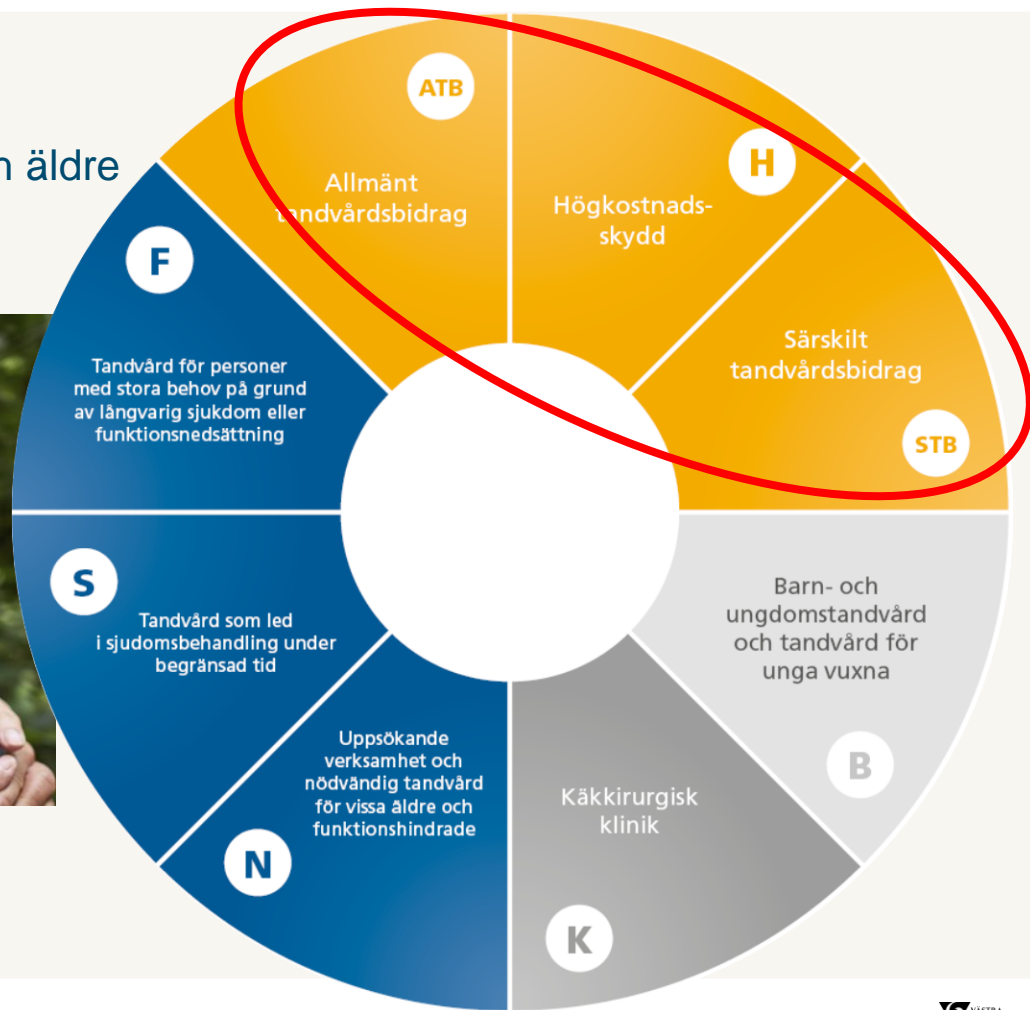 n äldre
ATB
Allmänt
tandvårdsbidrag
H
Högkostnads-
skydd
Särskilt
tandvårdsbidrag
STB
F
Tandvård för personer
med stora behov på grund
av långvarig sjukdom eller
funktionsnedsättning
S
Tandvård som led
i sjudomsbehandling under
begränsad tid
Uppsökande
verksamhet och
nödvändig tandvård
för vissa äldre och
funktionshindrade
N
Käkkirurgisk
klinik
K
Barn- och
ungdomstandvård
och tandvård för
unga vuxna
B
VÄSTRA